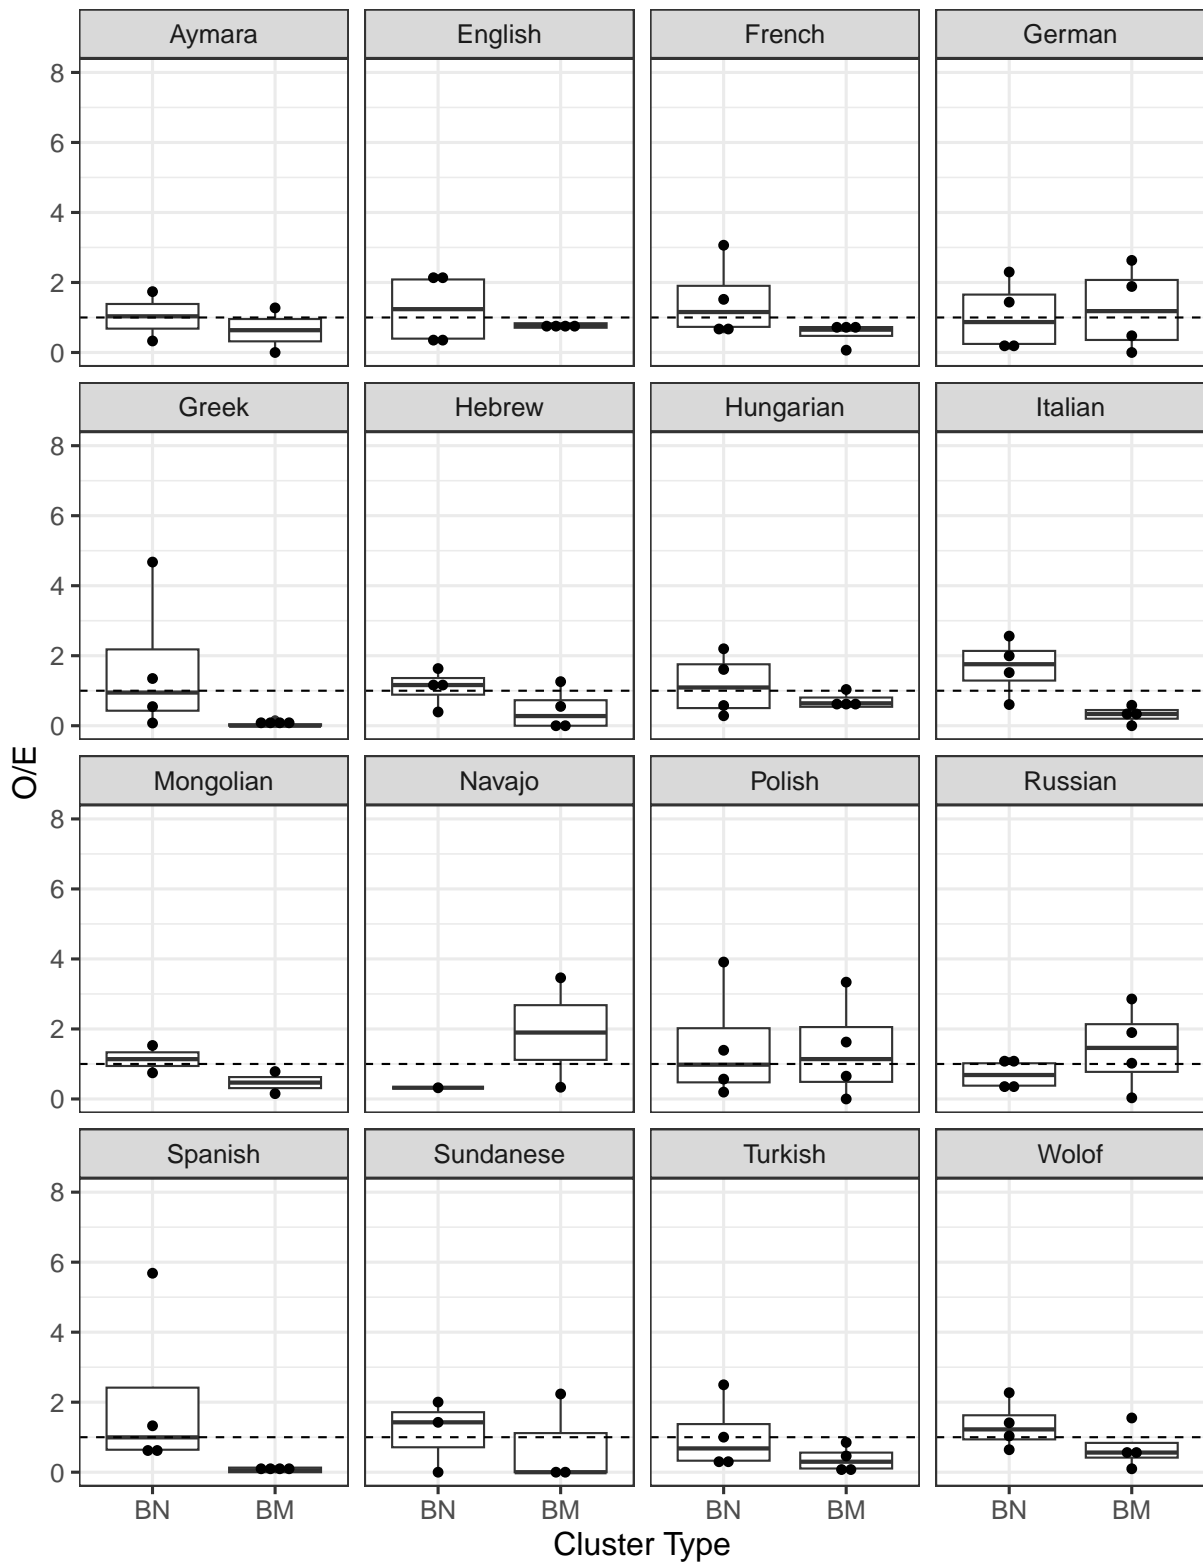 Aymara English French German
8
6
4
2
0
Greek Hebrew Hungarian Italian
8
6
4
2
0
Mongolian Navajo Polish Russian
8
6
4
2
0
Spanish Sundanese Turkish Wolof
8
6
4
2
0
BN BM BN BM BN BM BN BM
Cluster Type
O/E